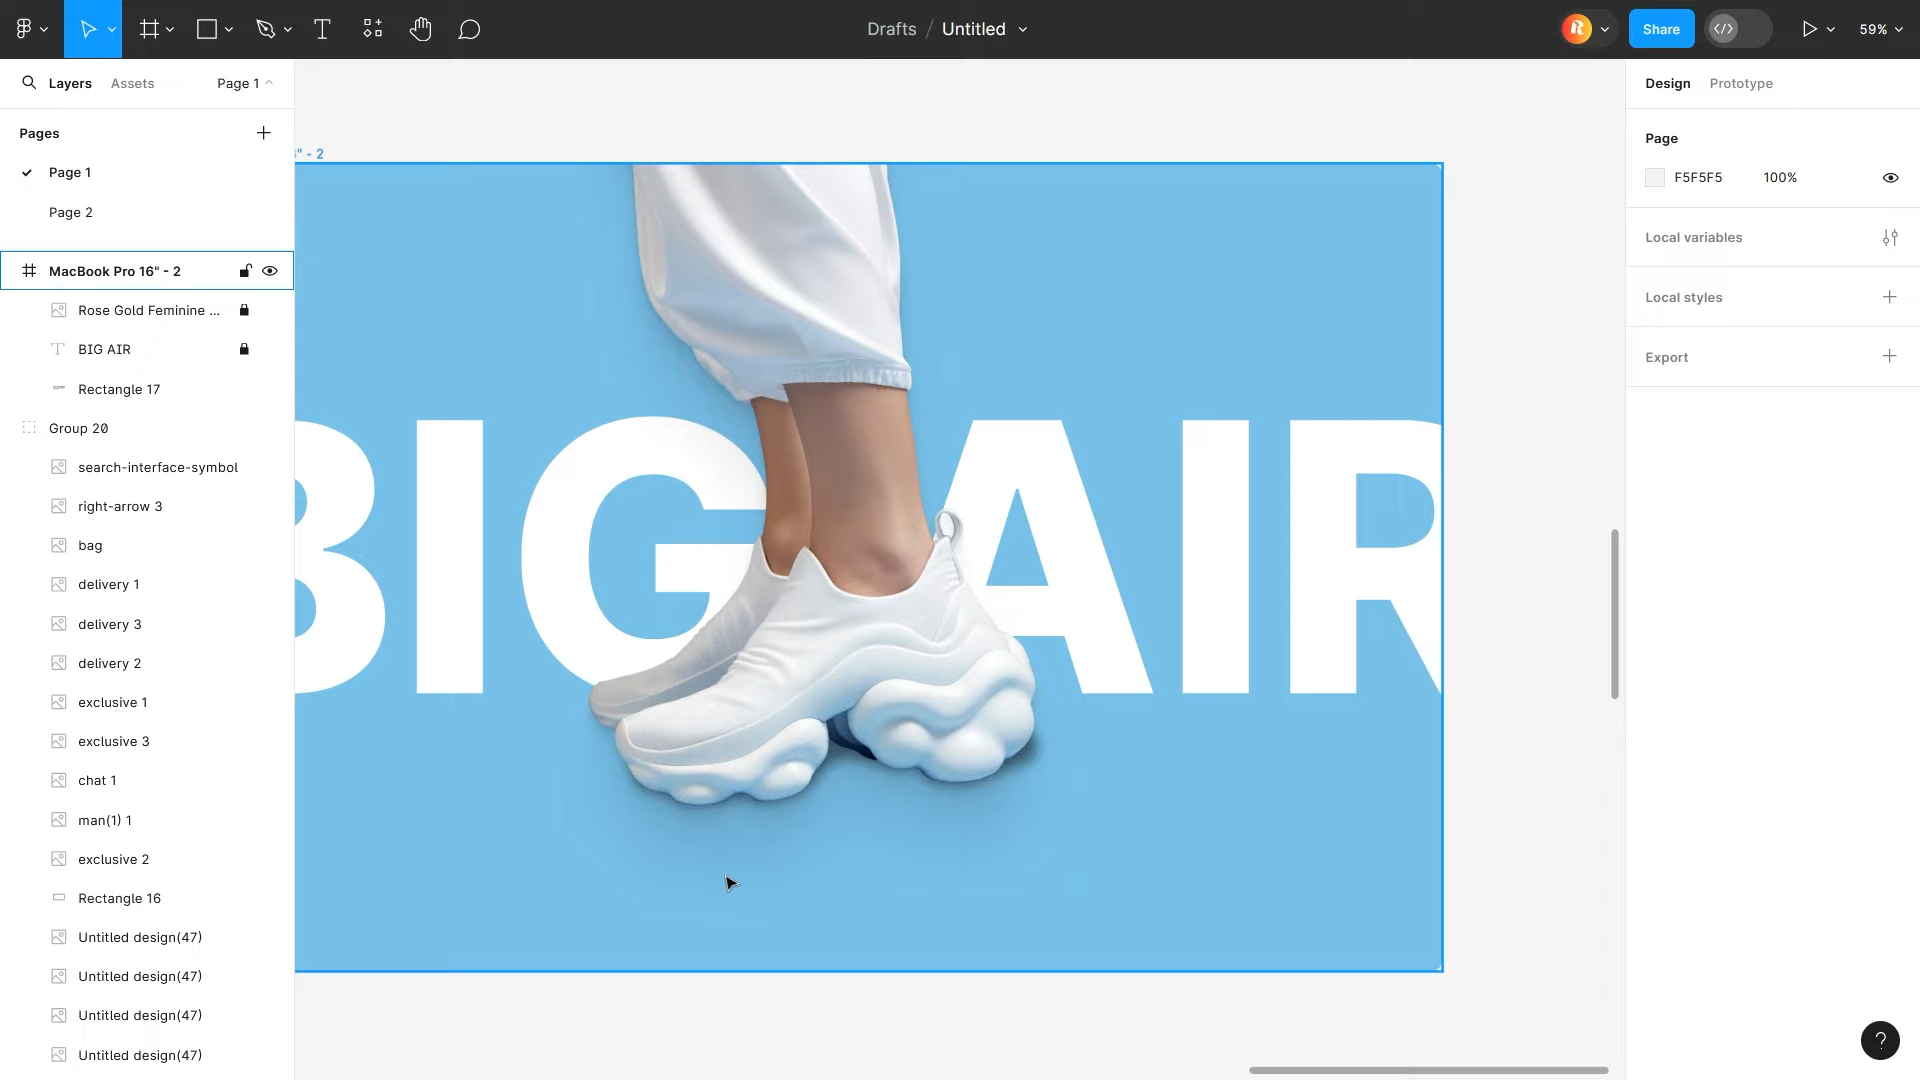 Drafts / Untitled
Share
59%
Layers
Assets
Page 1
Pages
Page 1
Page 2
MacBook Pro 16" - 2
Rose Gold Feminine ...
BIG AIR
Rectangle 17
Group 20
search-interface-symbol
right-arrow 3
bag
delivery 1
delivery 3
delivery 2
exclusive 1
exclusive 3
chat 1
man(1) 1
exclusive 2
Rectangle 16
Untitled design(47)
Untitled design(47)
Untitled design(47)
Untitled design(47)
" - 2
BIG AIR
Design
Prototype
Page
F5F5F5
100%
Local variables
Local styles
Export
?